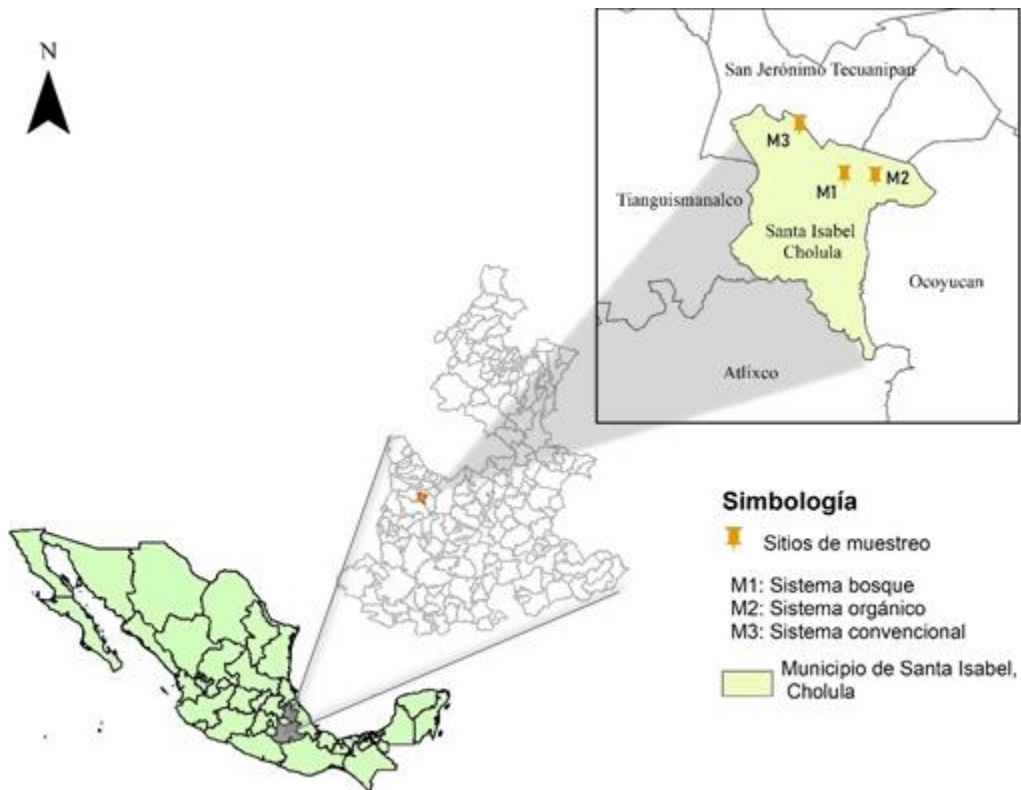 N
San Jerónimo Tecuanipan
M3
M1
M2
Tianguismanalco
Santa Isabel
Cholula
Ocoyucan
Atlixco
Simbología
Sitios de muestreo
M1: Sistema bosque
M2: Sistema orgánico
M3: Sistema convencional
Municipio de Santa Isabel,
Cholula